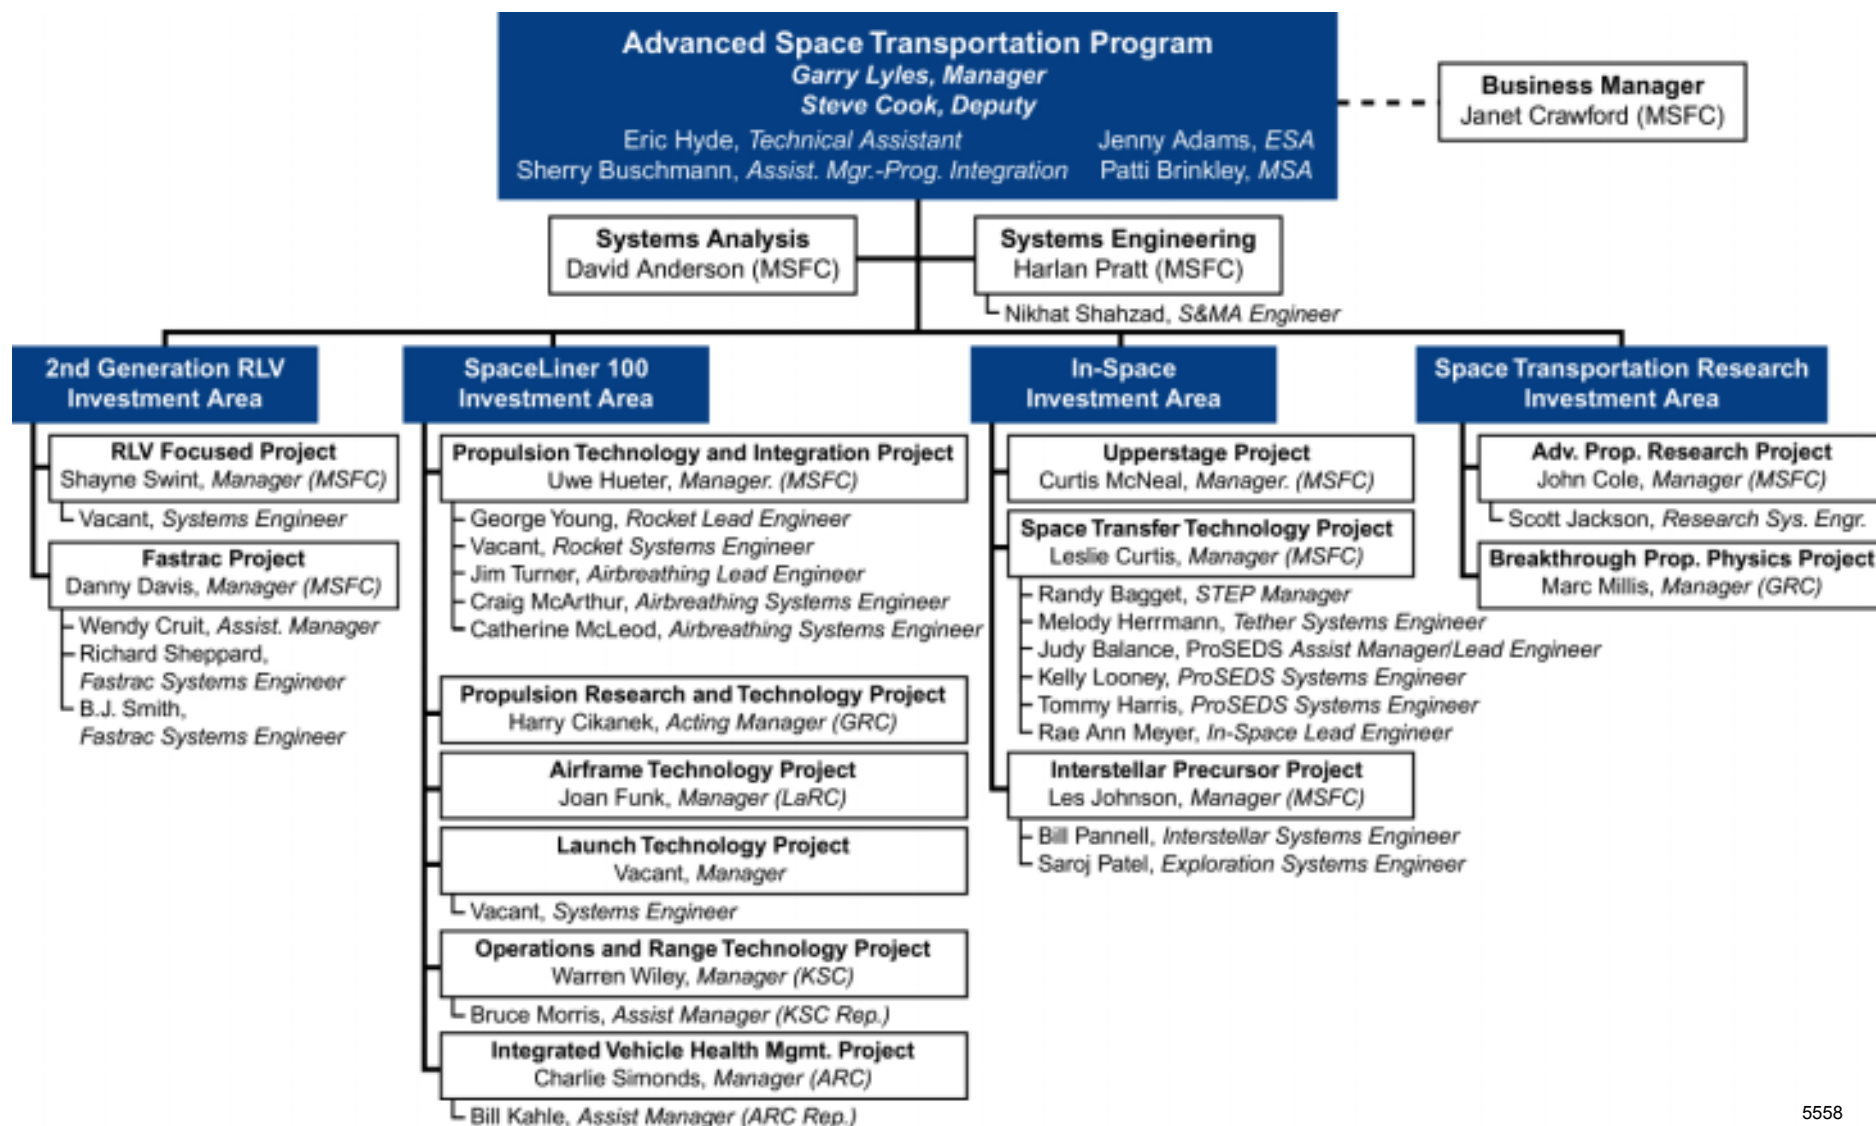 Advanced Space Transportation Program
Garry Lyles, Manager
Steve Cook, Deputy
Eric Hyde, Technical Assistant
Jenny Adams, ESA
Sherry Buschmann, Assist. Mgr.-Prog. Integration
Patti Brinkley, MSA
Business Manager
Janet Crawford (MSFC)
Systems Analysis
David Anderson (MSFC)
Systems Engineering
Harlan Pratt (MSFC)
Nikhat Shahzad, S&MA Engineer
2nd Generation RLV
Investment Area
RLV Focused Project
Shayne Swint, Manager (MSFC)
Vacant, Systems Engineer
Fastrac Project
Danny Davis, Manager (MSFC)
Wendy Cruit, Assist. Manager
Richard Sheppard,
Fastrac Systems Engineer
B.J. Smith,
Fastrac Systems Engineer
SpaceLiner 100
Investment Area
Propulsion Technology and Integration Project
Uwe Hueter, Manager. (MSFC)
George Young, Rocket Lead Engineer
Vacant, Rocket Systems Engineer
Jim Turner, Airbreathing Lead Engineer
Craig McArthur, Airbreathing Systems Engineer
Catherine McLeod, Airbreathing Systems Engineer
Propulsion Research and Technology Project
Harry Cikanek, Acting Manager (GRC)
Airframe Technology Project
Joan Funk, Manager (LaRC)
Launch Technology Project
Vacant, Manager
Vacant, Systems Engineer
Operations and Range Technology Project
Warren Wiley, Manager (KSC)
Bruce Morris, Assist Manager (KSC Rep.)
Integrated Vehicle Health Mgmt. Project
Charlie Simonds, Manager (ARC)
Bill Kahle, Assist Manager (ARC Rep.)
In-Space
Investment Area
Upperstage Project
Curtis McNeal, Manager. (MSFC)
Space Transfer Technology Project
Leslie Curtis, Manager (MSFC)
Randy Bagget, STEP Manager
Melody Herrmann, Tether Systems Engineer
Judy Balance, ProSEDS Assist Manager/Lead Engineer
Kelly Looney, ProSEDS Systems Engineer
Tommy Harris, ProSEDS Systems Engineer
Rae Ann Meyer, In-Space Lead Engineer
Interstellar Precursor Project
Les Johnson, Manager (MSFC)
Bill Pannell, Interstellar Systems Engineer
Saroj Patel, Exploration Systems Engineer
Space Transportation Research
Investment Area
Adv. Prop. Research Project
John Cole, Manager (MSFC)
Scott Jackson, Research Sys. Engr.
Breakthrough Prop. Physics Project
Marc Millis, Manager (GRC)
5558